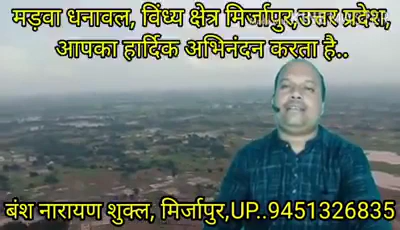 मड़वा धनावल, विंध्य क्षेत्र मिर्जापुर,उत्तर प्रदेश,
आपका हार्दिक अभिनंदन करता है..
बंश नारायण शुक्ल, मिर्जापुर,UP..9451326835